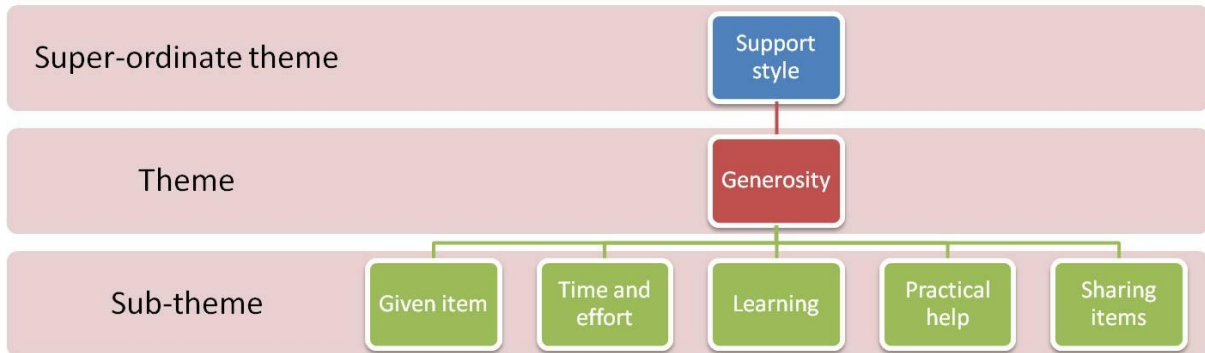 Super-ordinate theme
Support
style
Theme
Generosity
Sub-theme
Given item
Time and
effort
Learning
Practical
help
Sharing
items